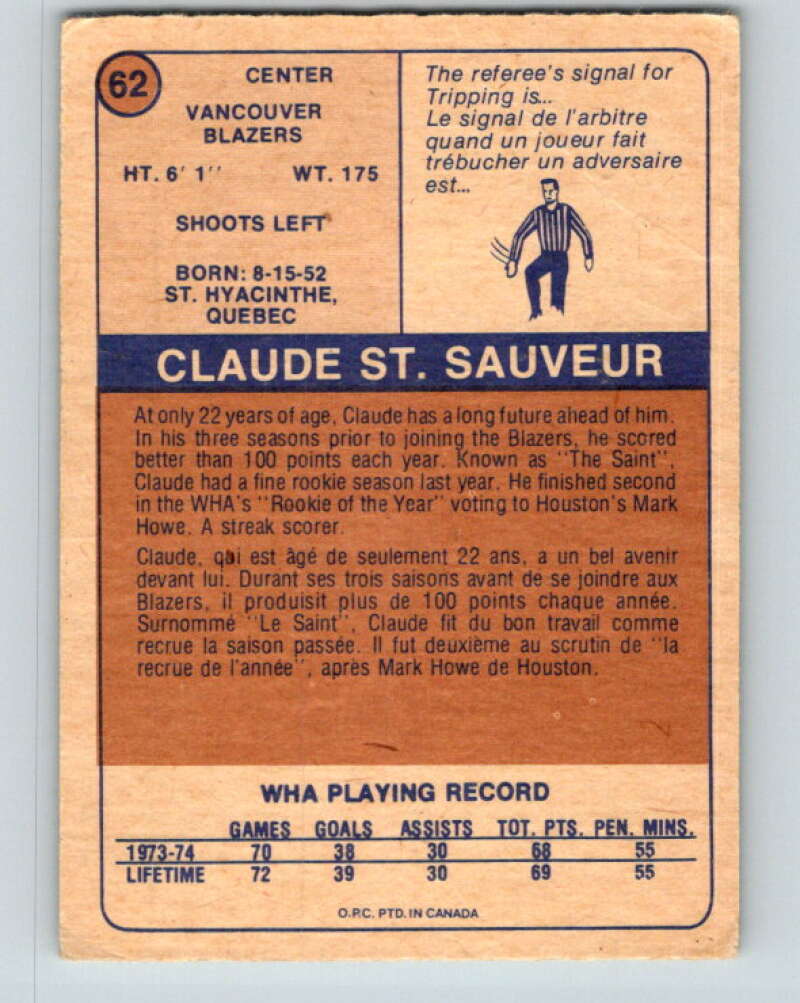 62
CENTER
VANCOUVER
BLAZERS
HT. 6' 1'' WT. 175
SHOOTS LEFT
BORN: 8-15-52
ST. HYACINTHE,
QUEBEC
The referee's signal for
Tripping is...
Le signal de l'arbitre
quand un joueur fait
trébucher un adversaire
est...
CLAUDE ST. SAUVEUR
At only 22 years of age, Claude has a long future ahead of him.
In his three seasons prior to joining the Blazers, he scored
better than 100 points each year. Known as "The Saint",
Claude had a fine rookie season last year. He finished second
in the WHA's "Rookie of the Year" voting to Houston's Mark
Howe. A streak scorer.
Claude, qui est âgé de seulement 22 ans, a un bel avenir
devant lui. Durant ses trois saisons avant de se joindre aux
Blazers, il produisit plus de 100 points chaque année.
Surnommé "Le Saint", Claude fit du bon travail comme
recrue la saison passée. Il fut deuxième au scrutin de "la
recrue de l'année", après Mark Howe de Houston.
WHA PLAYING RECORD
GAMES GOALS ASSISTS TOT. PTS. PEN. MINS.
1973-74 70 38 30 68 55
LIFETIME 72 39 30 69 55
O.P.C. PTD. IN CANADA